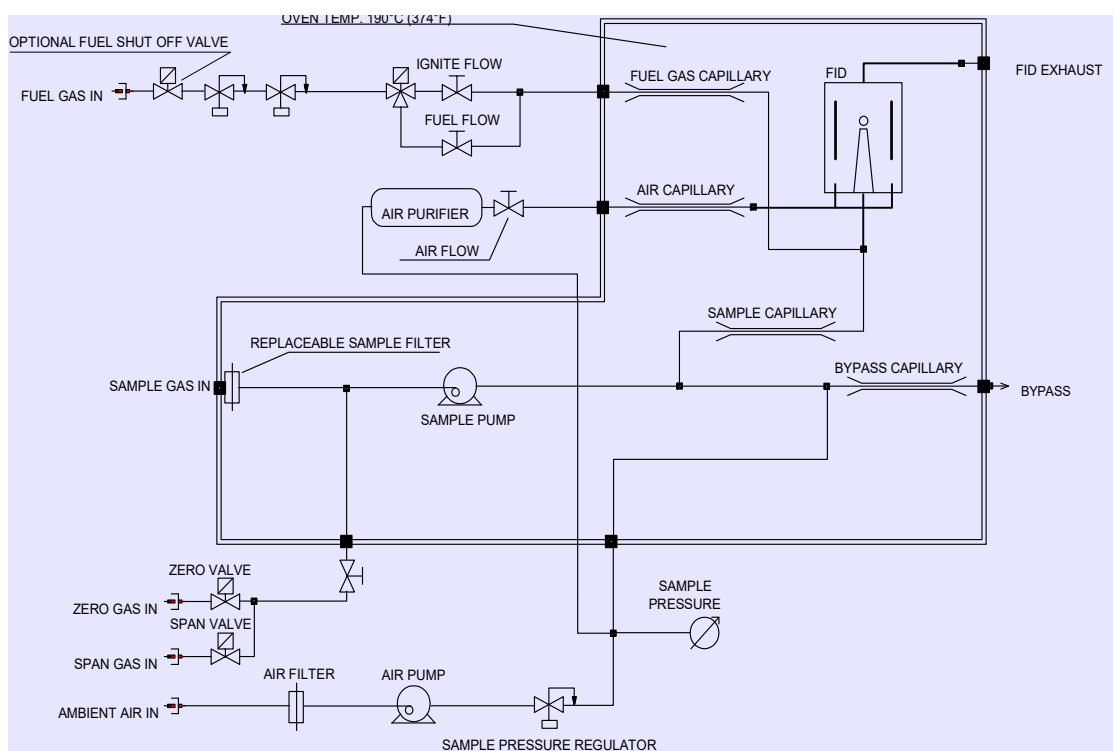 OVEN TEMP. 190°C (374°F)
OPTIONAL FUEL SHUT OFF VALVE
IGNITE FLOW
FUEL GAS CAPILLARY
FID
FID EXHAUST
FUEL GAS IN
FUEL FLOW
AIR CAPILLARY
AIR PURIFIER
AIR FLOW
SAMPLE CAPILLARY
REPLACEABLE SAMPLE FILTER
BYPASS CAPILLARY
SAMPLE GAS IN
BYPASS
SAMPLE PUMP
ZERO VALVE
SAMPLE
PRESSURE
ZERO GAS IN
SPAN VALVE
SPAN GAS IN
AIR FILTER
AIR PUMP
AMBIENT AIR IN
SAMPLE PRESSURE REGULATOR